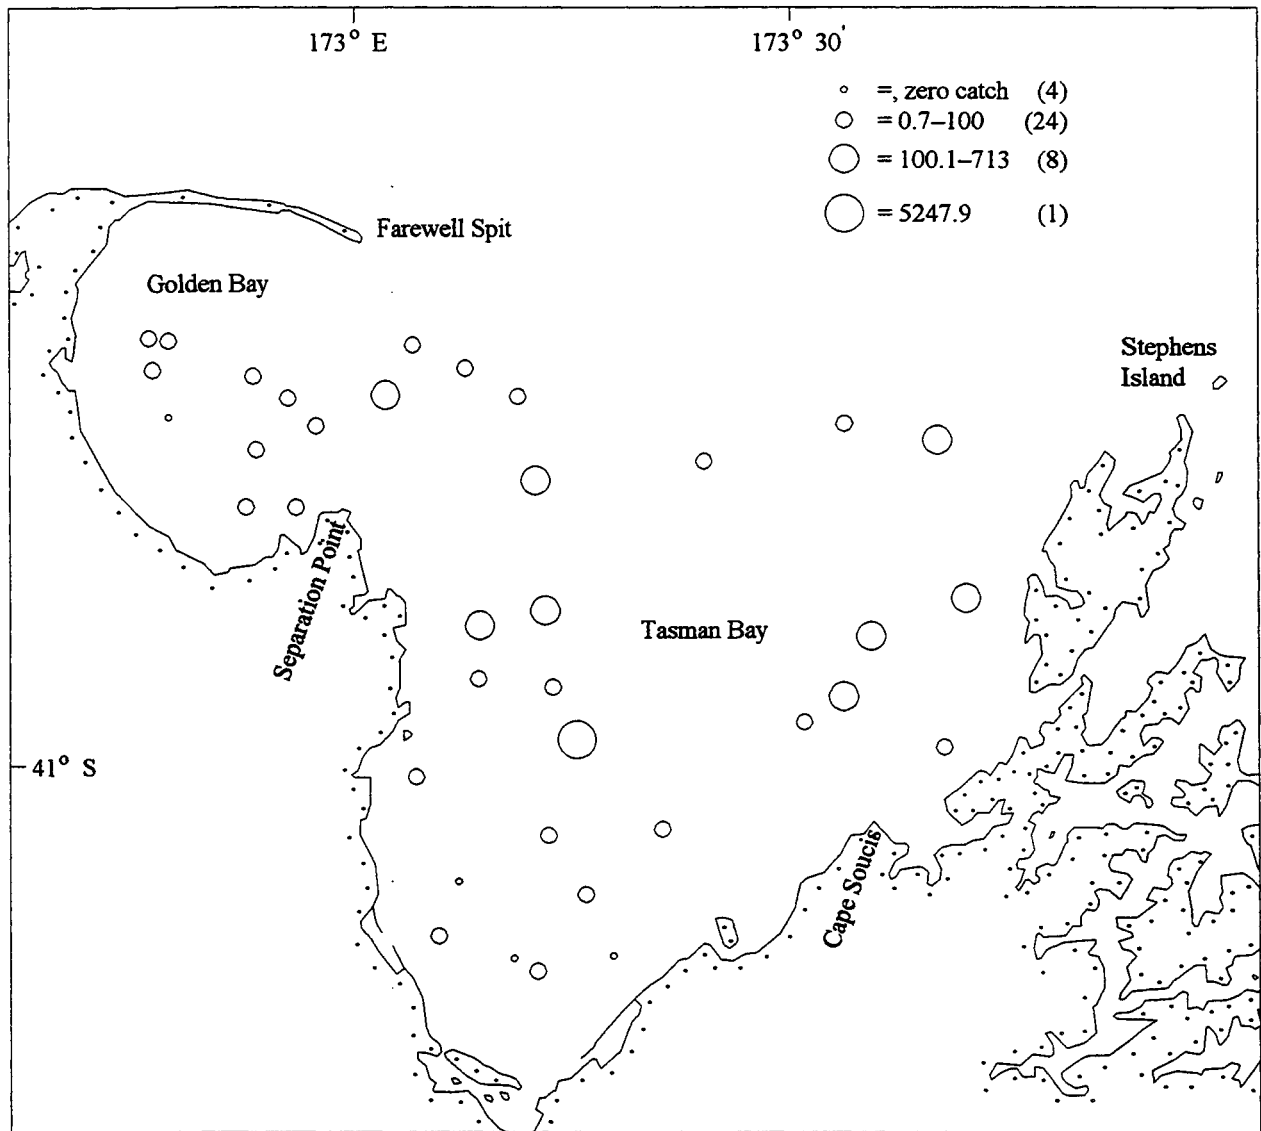 173° E
173° 30'
=, zero catch (4)
= 0.7–100 (24)
= 100.1–713 (8)
= 5247.9 (1)
Farewell Spit
Golden Bay
Stephens
Island
Separation Point
Tasman Bay
41° S
Cape Soucis